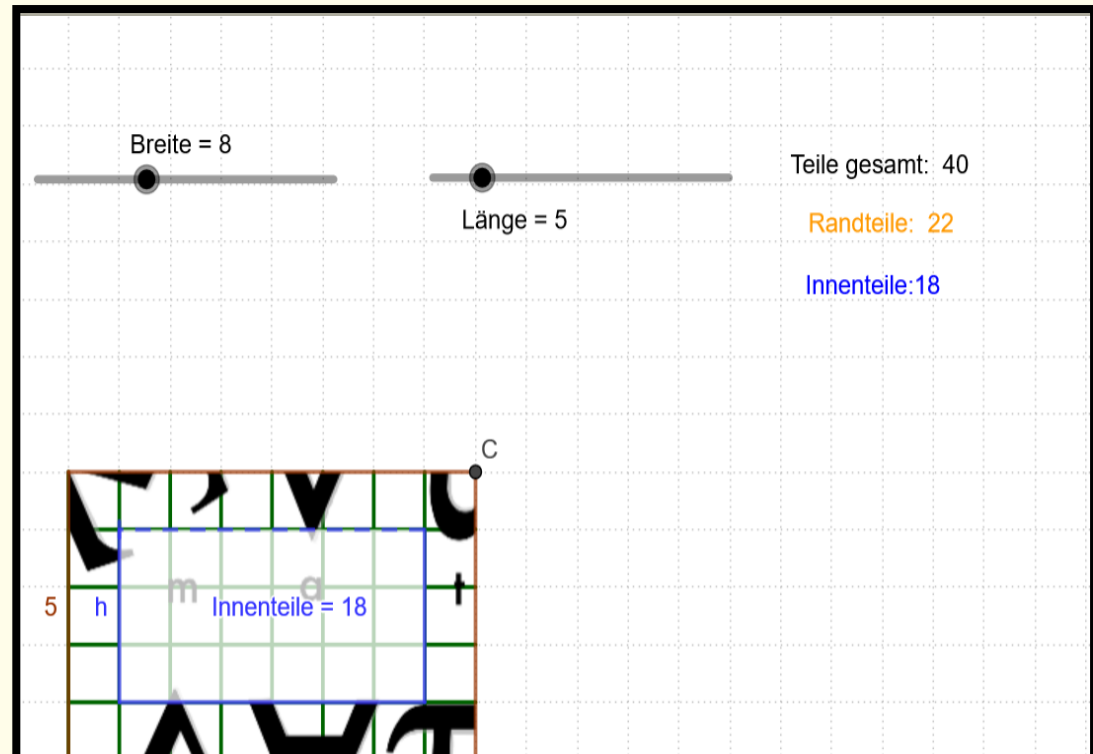 Breite = 8
Länge = 5
Teile gesamt: 40
Randteile: 22
Innenteile:18
C
5
h
m
a
Innenteile = 18
t